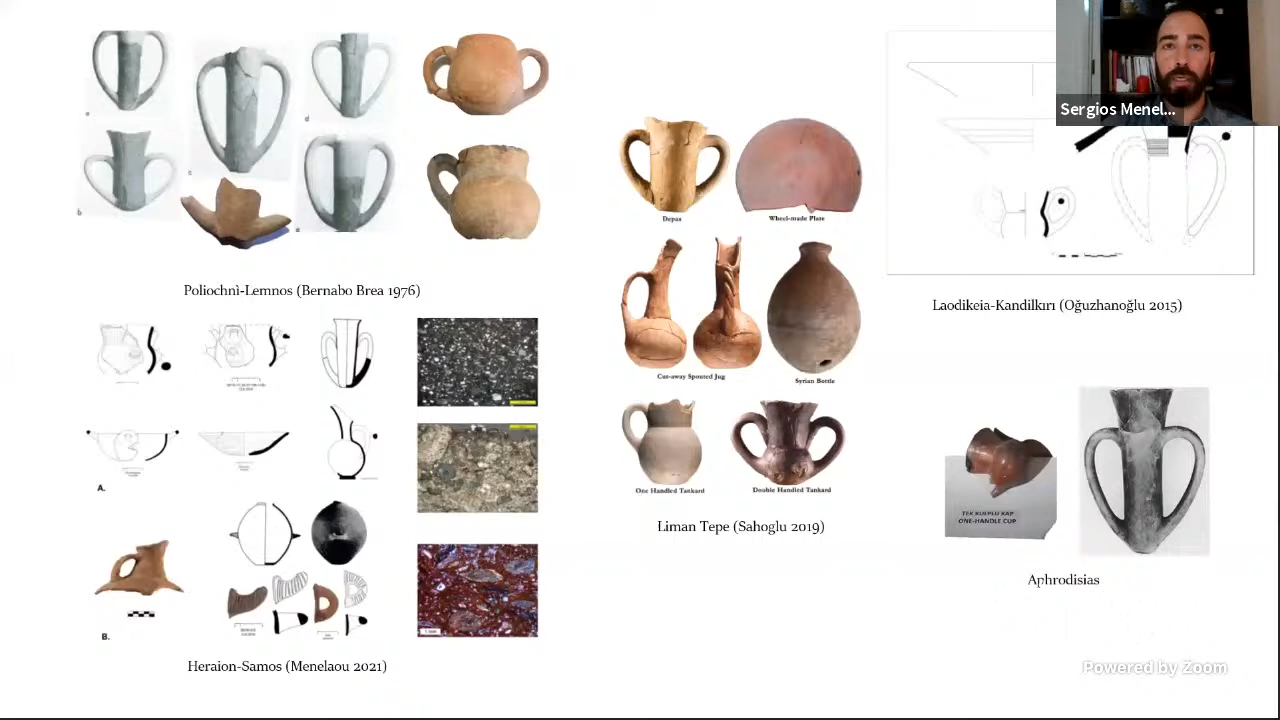 Sergios Menel...
a
b
c
d
e
Poliochni-Lemnos (Bernabo Brea 1976)
Depas
Wheel-made Plate
Cut-away Spouted Jug
Syrian Bottle
One Handled Tankard
Double Handled Tankard
Liman Tepe (Sahoglu 2019)
Laodikeia-Kandilkırı (Oğuzhanoğlu 2015)
TEK KULPLU KAP
ONE-HANDLE CUP
Aphrodisias
A.
B.
Heraion-Samos (Menelaou 2021)
Powered by Zoom